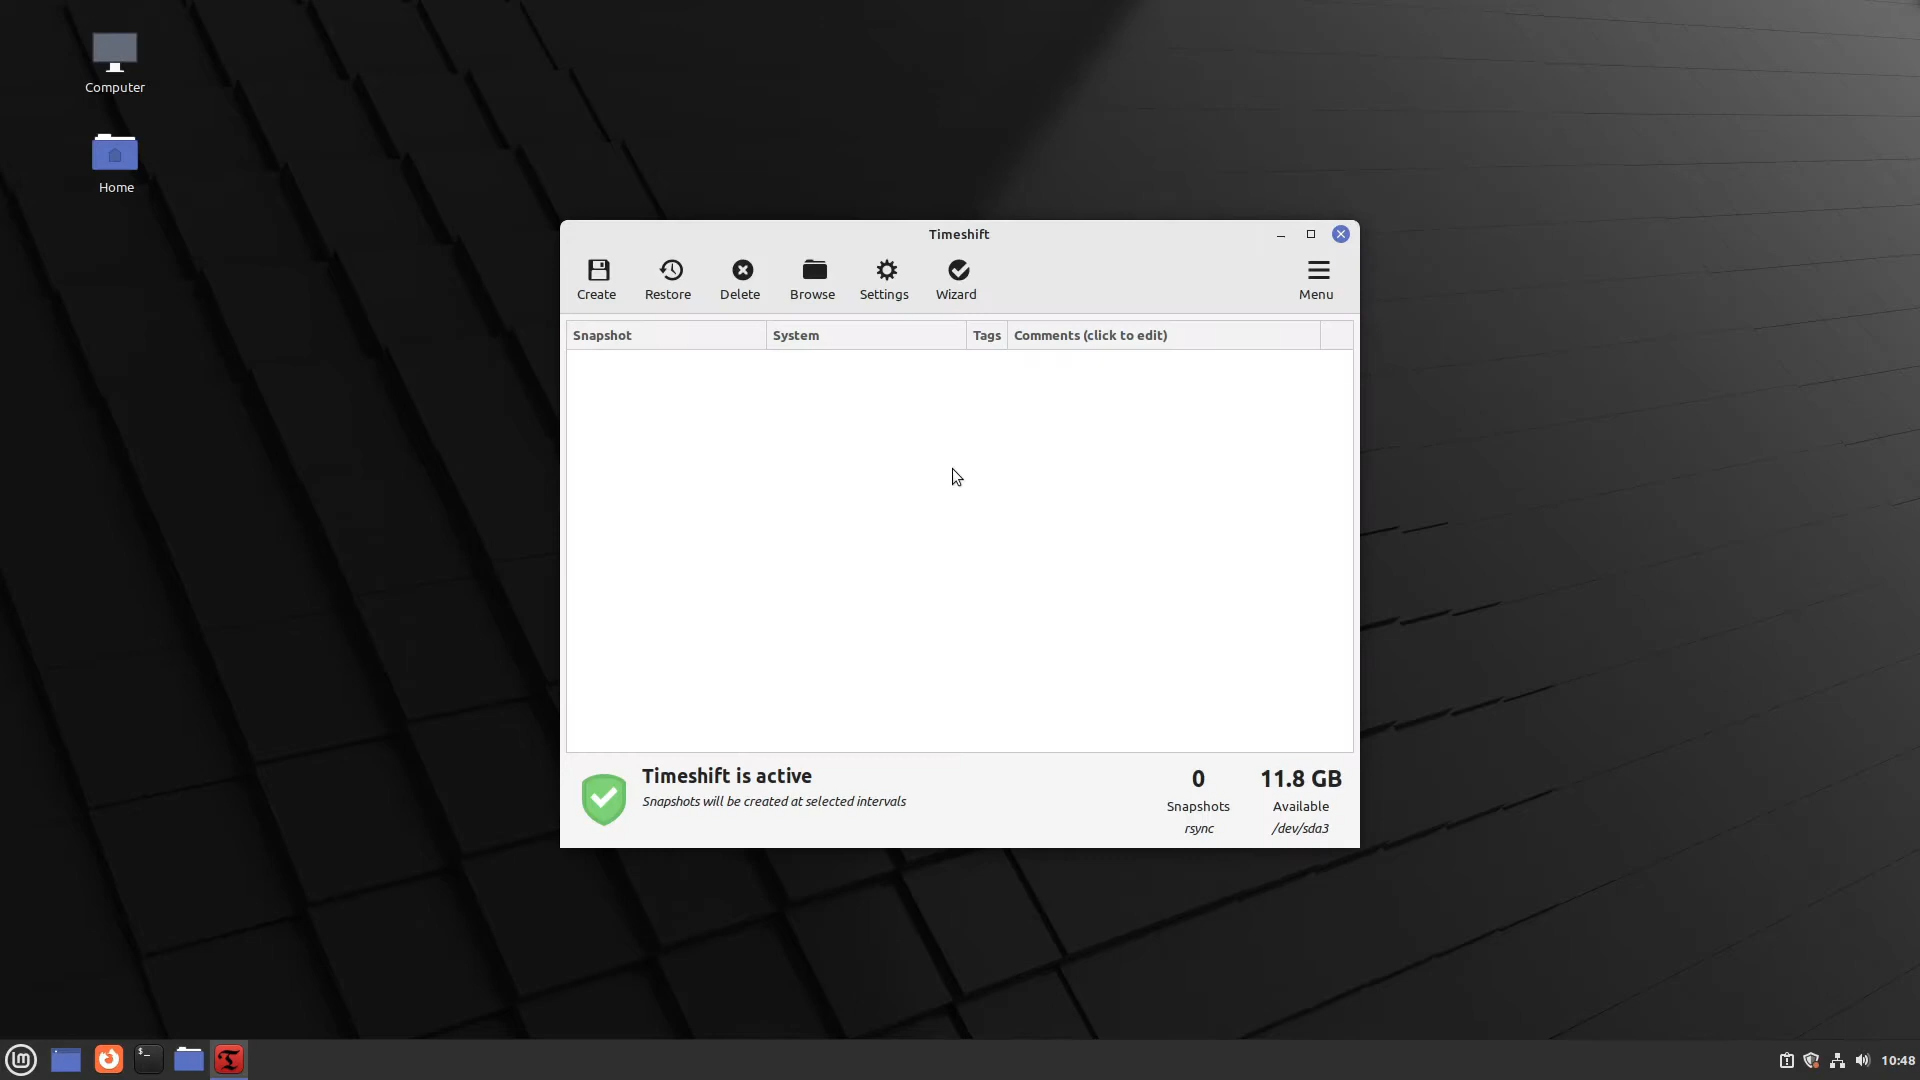 Computer
Home
Timeshift
Create
Restore
Delete
Browse
Settings
Wizard
Menu
Snapshot
System
Tags
Comments (click to edit)
Timeshift is active
Snapshots will be created at selected intervals
0
Snapshots
rsync
11.8 GB
Available
/dev/sda3
10:48